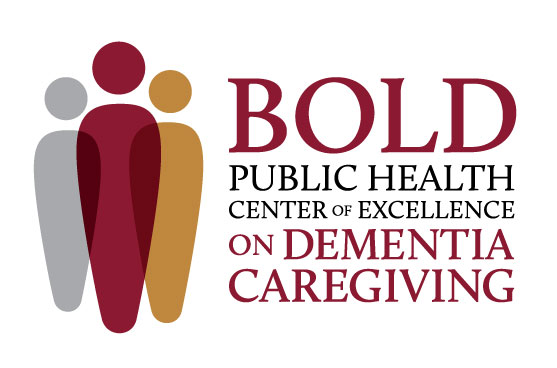 BOLD
PUBLIC HEALTH
CENTER OF EXCELLENCE
ON DEMENTIA
CAREGIVING